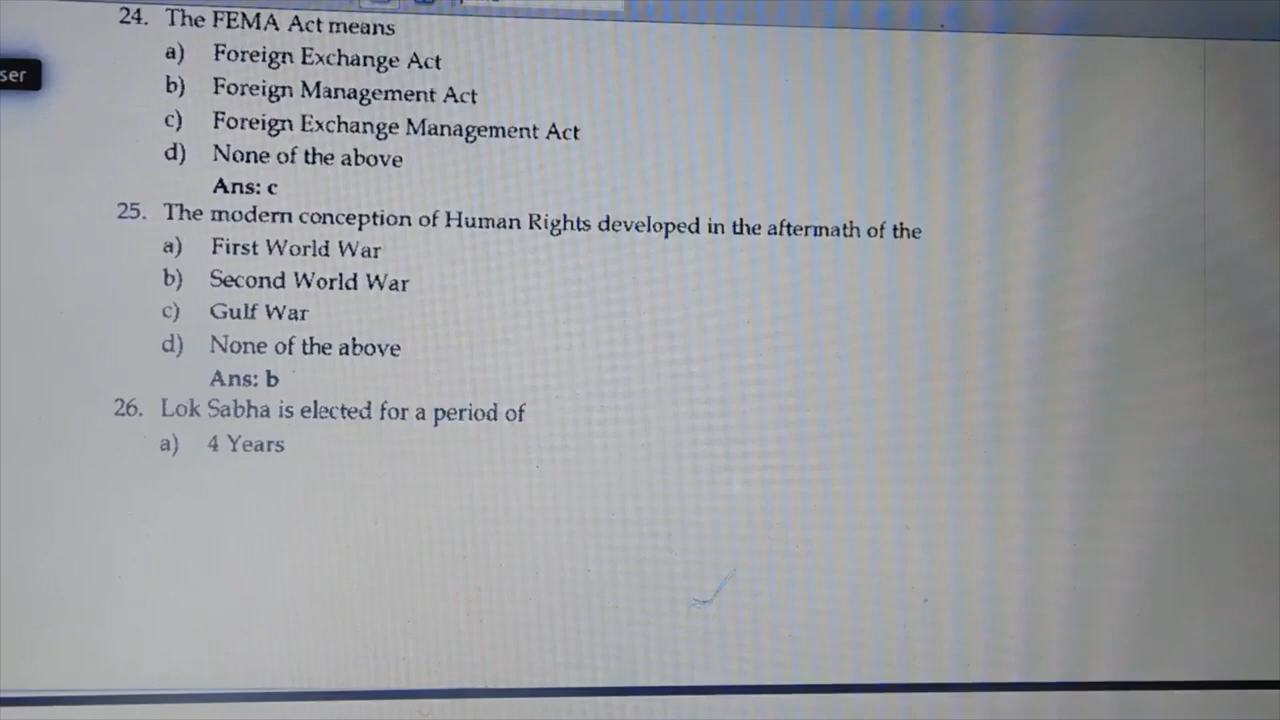 ser
24. The FEMA Act means
a) Foreign Exchange Act
b) Foreign Management Act
c) Foreign Exchange Management Act
d) None of the above
Ans: c
25. The modern conception of Human Rights developed in the aftermath of the
a) First World War
b) Second World War
c) Gulf War
d) None of the above
Ans: b
26. Lok Sabha is elected for a period of
a) 4 Years